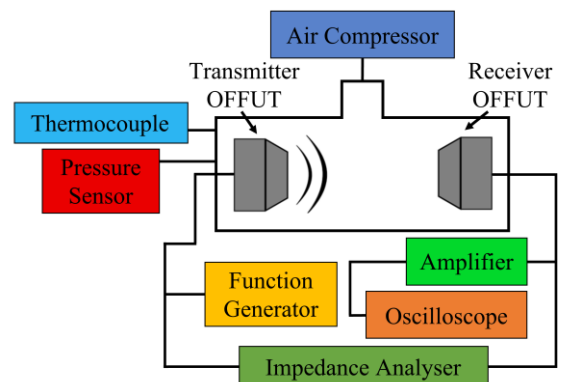 Air Compressor
Transmitter
OFFUT
Receiver
OFFUT
Thermocouple
Pressure
Sensor
Function
Generator
Amplifier
Oscilloscope
Impedance Analyser